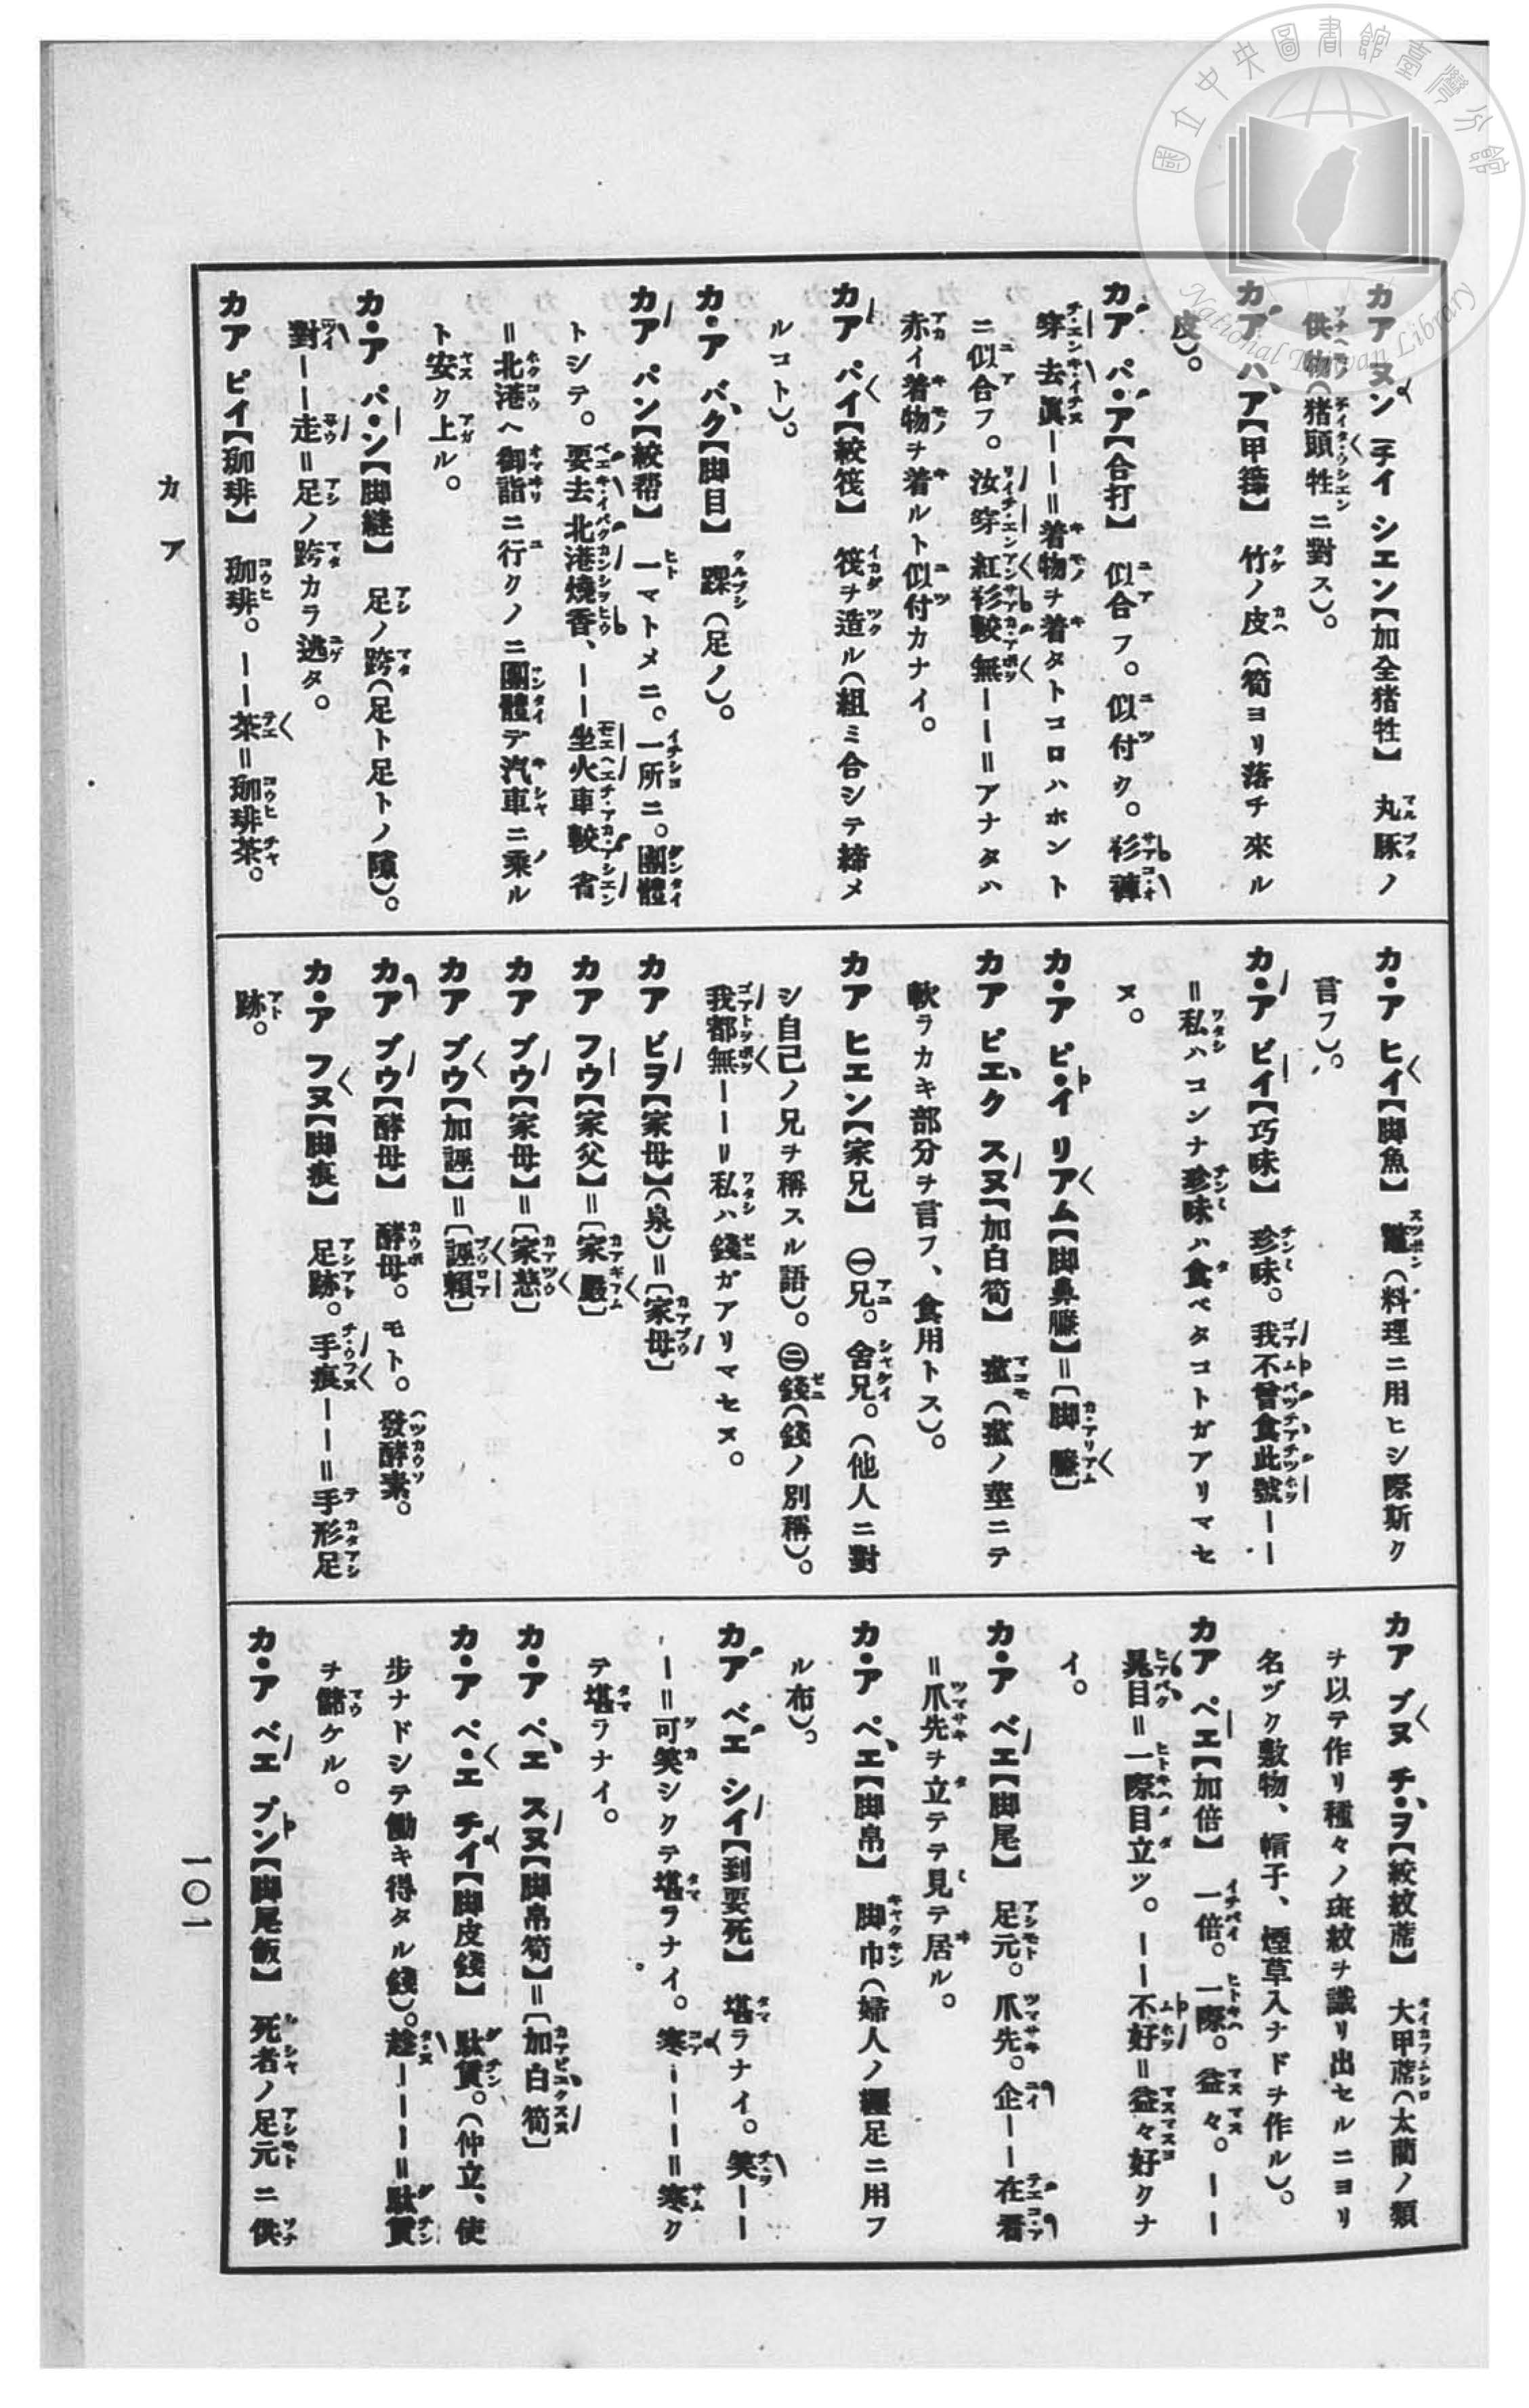 國立中央圖書館臺灣分館
National Taiwan Library
カア ヌン チイ シエン【加全猪牲】 丸豚ノ
供物(猪頭牲ニ對ス)。
カア ハア【甲籜】 竹ノ皮(筍ヨリ落チ來ル
皮)。
カア パ・ア【合打】 似合フ。似付ク。衫褲
穿去眞——=着物ヲ着タトコロハホント
ニ似合フ。汝穿紅衫較無——=アナタハ
赤イ着物ヲ着ルト似付カナイ。
カア パイ【絞筏】 筏ヲ造ル(組ミ合シテ締メ
ルコト)。
カ・ア バク【脚目】 踝(足ノ)。
カア パン【絞幇】 一マトメニ。一所ニ。團體
トシテ。要去北港燒香、——坐火車較省
=北港ヘ御詣ニ行クノニ團體デ汽車ニ乘ル
ト安ク上ル。
カ・ア パ・ン【脚縫】 足ノ跨(足ト足トノ隙)。
對——走=足ノ跨カラ逃ゲタ。
カア ピイ【珈琲】 珈琲。——茶=珈琲茶。
カ・ア ヒイ【脚魚】 鼈(料理ニ用ヒシ際斯ク
言フ)。
カ・ア ビイ【巧味】 珍味。我不曾食此號——
=私ハコンナ珍味ハ食ベタコトガアリマセ
ヌ。
カ・ア ピ・イ リアム【脚鼻臁】=〔脚臁〕
カア ピエク スヌ【加白筍】 菰(菰ノ莖ニテ
軟ラカキ部分ヲ言フ、食用トス)。
カア ヒエン【家兄】 ㊀兄。舍兄。(他人ニ對
シ自己ノ兄ヲ稱スル語)。㊁錢(錢ノ別稱)。
我都無——=私ハ錢ガアリマセヌ。
カア ビヲ【家母】(泉)=〔家母〕
カア フウ【家父】=〔家嚴〕
カア ブウ【家母】=〔家慈〕
カア ブウ【加誣】=〔誣賴〕
カア ブウ【酵母】 酵母。モト。發酵素。
カ・ア フヌ【脚痕】 足跡。手痕——=手形足
跡。
カア ブヌ チ・ヲ【絞紋蓆】 大甲蓆(太藺ノ類
ヲ以テ作リ種々ノ斑紋ヲ識リ出セルニヨリ
名ヅク敷物、帽子、煙草入ナドヲ作ル)。
カア ペエ【加倍】 一倍。一際。益々。——
晃目=一際目立ツ。——不好=益々好クナ
イ。
カ・ア ベエ【脚尾】 足元。爪先。企——在看
=爪先ヲ立テテ見テ居ル。
カ・ア ペエ【脚帛】 脚巾(婦人ノ纏足ニ用フ
ル布)。
カア ベエ シイ【到要死】 堪ラナイ。笑——
——=可笑シクテ堪ラナイ。寒———=寒ク
テ堪ラナイ。
カ・ア ペエ スヌ【脚帛筍】=〔加白筍〕
カ・ア ペ・エ チイ【脚皮錢】 駄賃。(仲立、使
步ナドシテ働キ得タル錢)。趁———=駄賃
ヲ儲ケル。
カ・ア ベエ プン【脚尾飯】 死者ノ足元ニ供
カア
一〇一